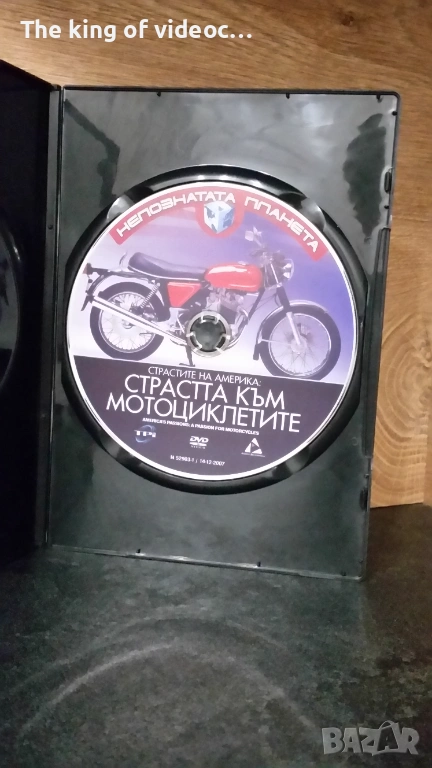 The king of videoc...
НЕПОЗНАТАТА ПЛАНЕТА
СТРАСТИТЕ НА АМЕРИКА:
СТРАСТТА КЪМ
МОТОЦИКЛЕТИТЕ
AMERICA'S PASSIONS: A PASSION FOR MOTORCYCLES
TPI DVD
14-12-2007
BAZAR